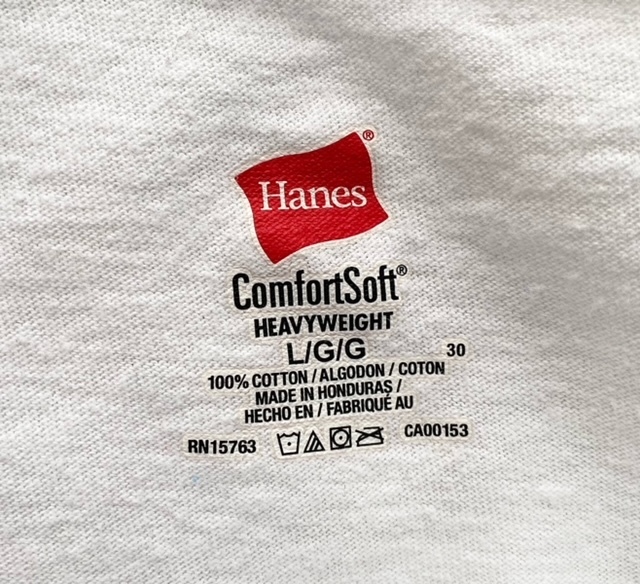 Hanes®
ComfortSoft®
HEAVYWEIGHT
L/G/G 30
100% COTTON / ALGODON / COTON
MADE IN HONDURAS /
HECHO EN / FABRIQUÉ AU
RN15763 CA00153